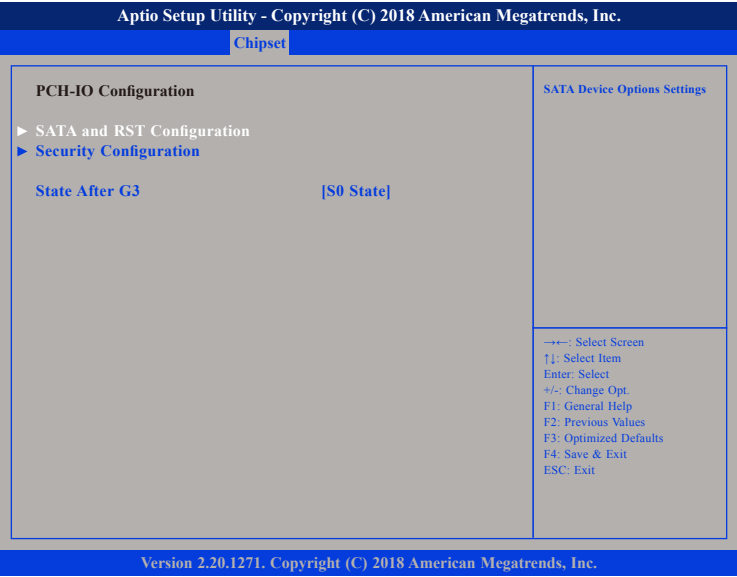 Aptio Setup Utility - Copyright (C) 2018 American Megatrends, Inc.
Chipset
PCH-IO Configuration
► SATA and RST Configuration
► Security Configuration
State After G3 [S0 State]
SATA Device Options Settings
→←: Select Screen
↑↓: Select Item
Enter: Select
+/-: Change Opt.
F1: General Help
F2: Previous Values
F3: Optimized Defaults
F4: Save & Exit
ESC: Exit
Version 2.20.1271. Copyright (C) 2018 American Megatrends, Inc.